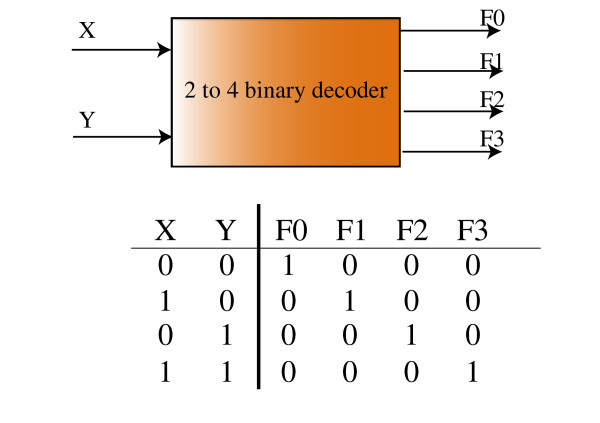 X
Y
2 to 4 binary decoder
F0
F1
F2
F3
X Y F0 F1 F2 F3
0 0 1 0 0 0
1 0 0 1 0 0
0 1 0 0 1 0
1 1 0 0 0 1